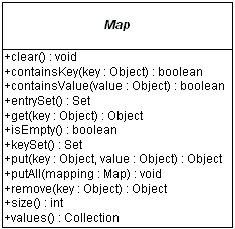 Map
+clear() : void
+containsKey(key : Object) : boolean
+containsValue(value : Object) : boolean
+entrySet() : Set
+get(key : Object) : Object
+isEmpty() : boolean
+keySet() : Set
+put(key : Object, value : Object) : Object
+putAll(mapping : Map) : void
+remove(key : Object) : Object
+size() : int
+values() : Collection